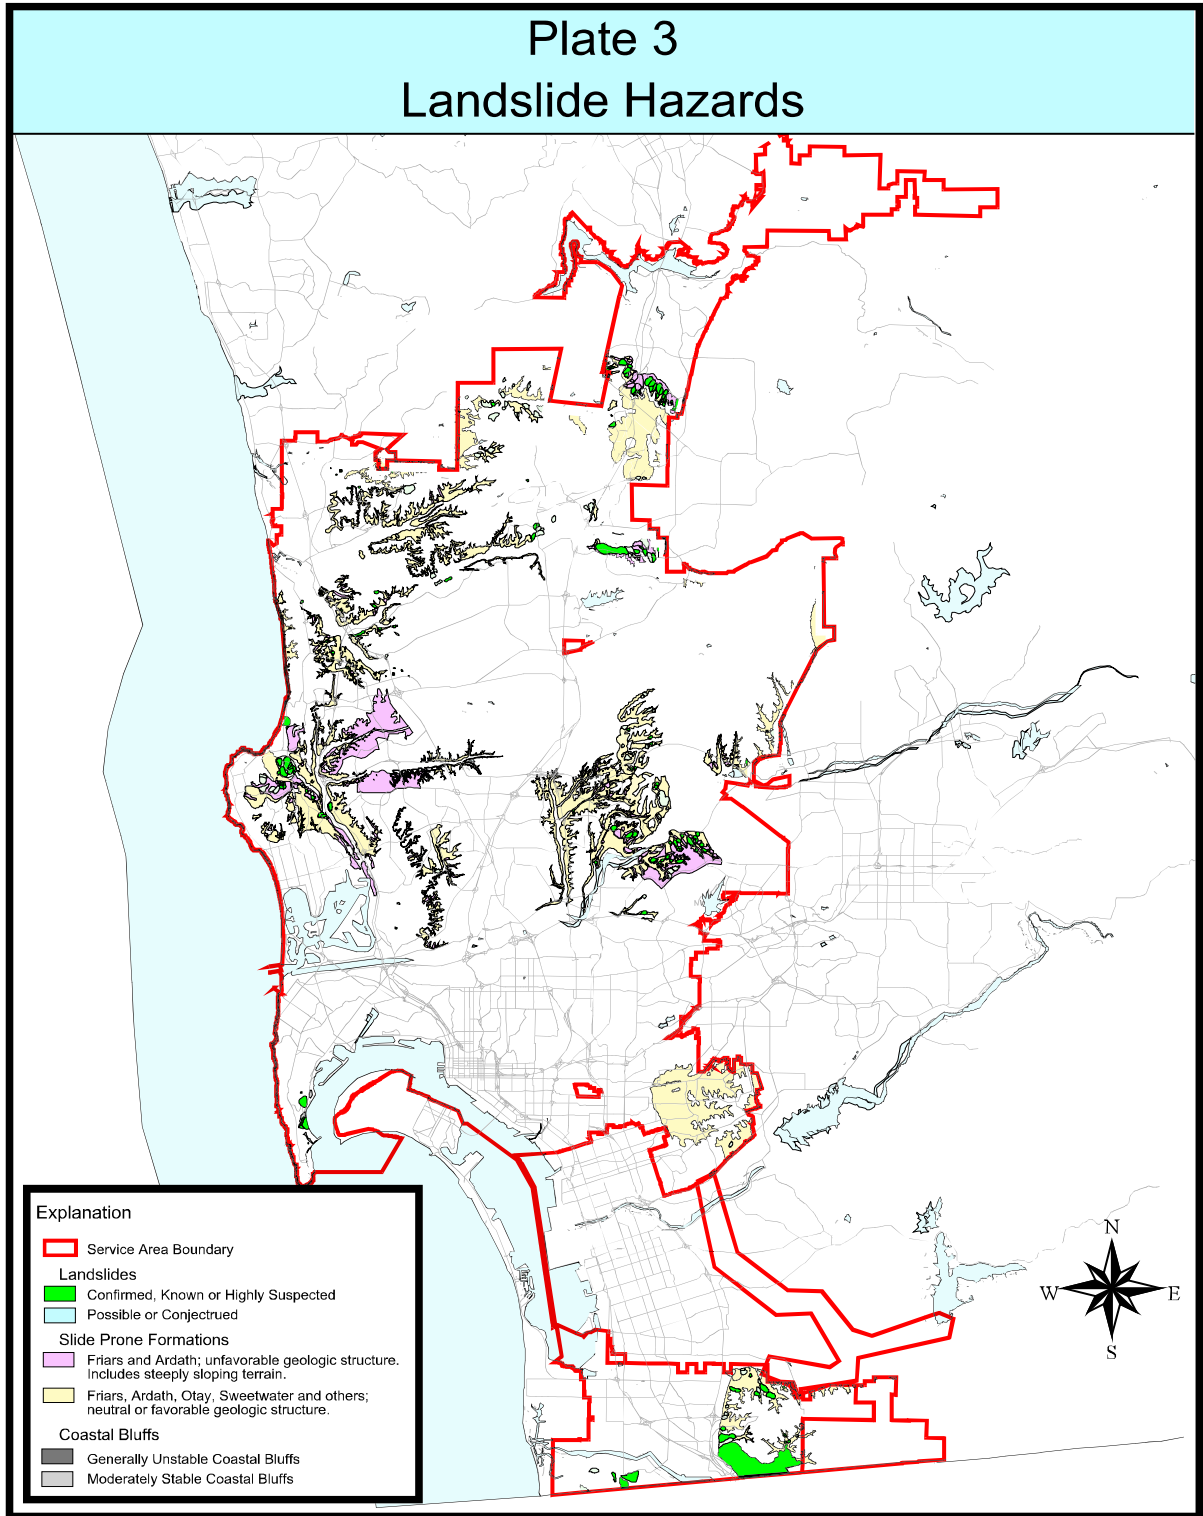 Plate 3
Landslide Hazards
N
W
E
S
Explanation
Service Area Boundary
Landslides
Confirmed, Known or Highly Suspected
Possible or Conjectrued
Slide Prone Formations
Friars and Ardath; unfavorable geologic structure.
Includes steeply sloping terrain.
Friars, Ardath, Otay, Sweetwater and others;
neutral or favorable geologic structure.
Coastal Bluffs
Generally Unstable Coastal Bluffs
Moderately Stable Coastal Bluffs